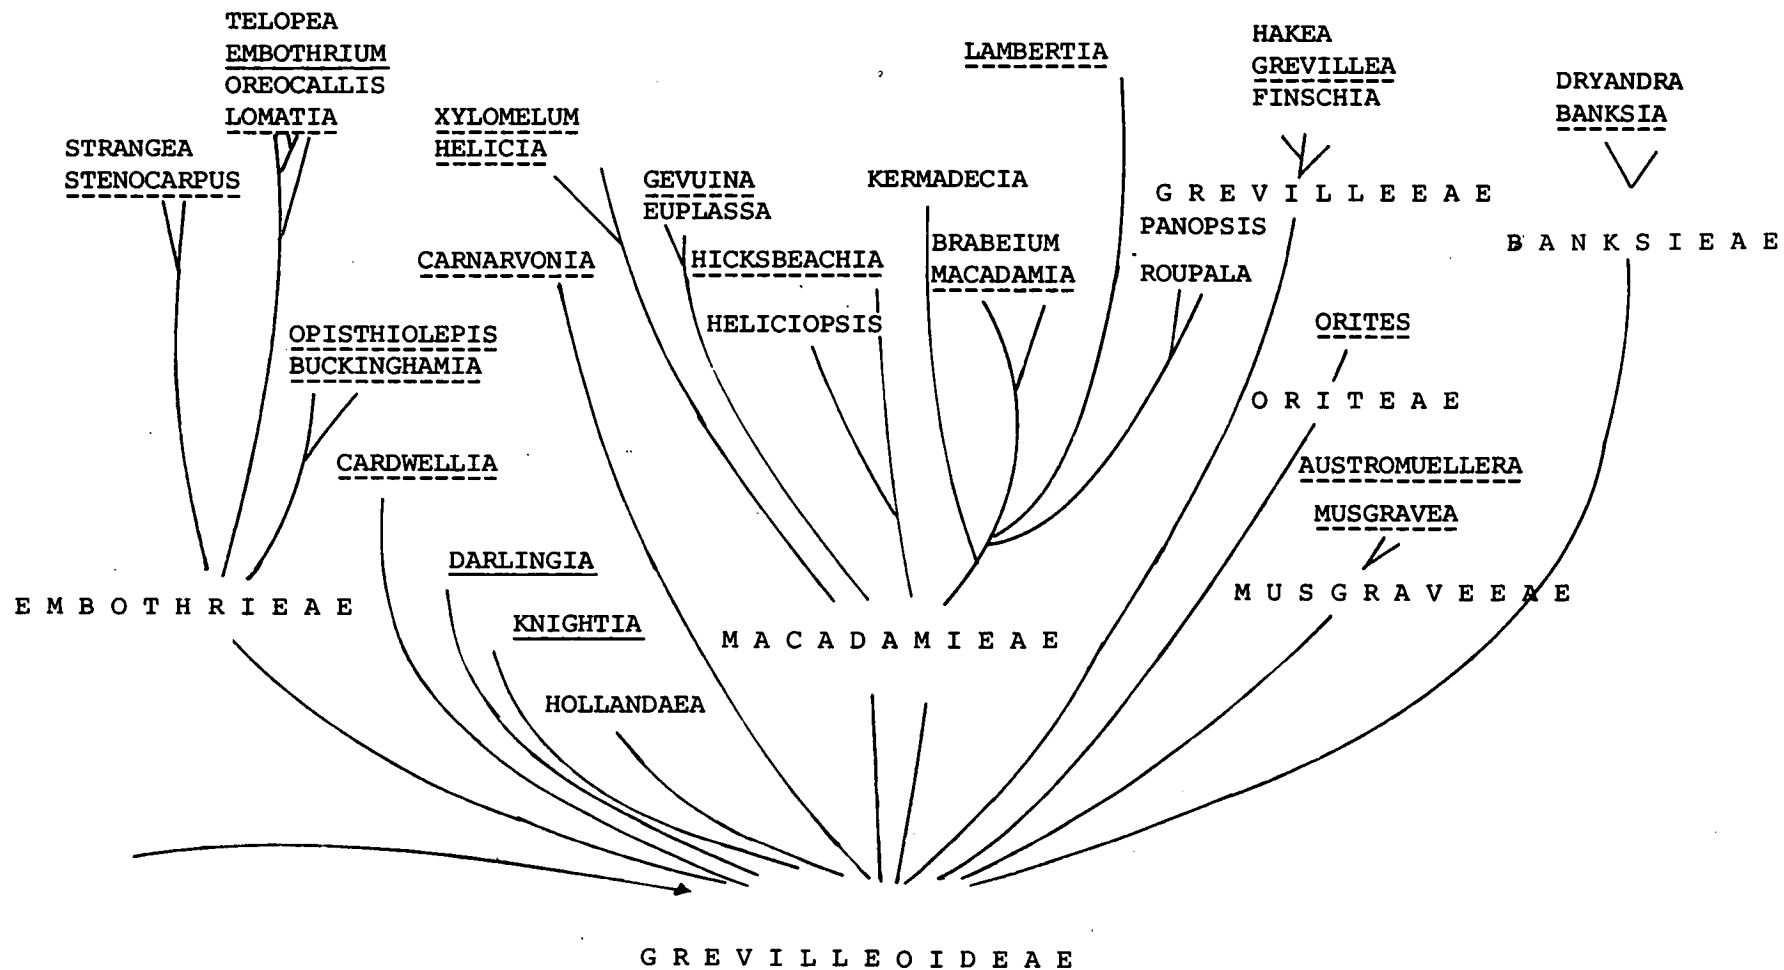 TELOPEA
EMBOTHRIUM
OREOCALLIS
LOMATIA
STRANGEA
STENOCARPUS
XYLOMELUM
HELICIA
LAMBERTIA
HAKEA
GREVILLEA
FINSCHIA
DRYANDRA
BANKSIA
GEVUINA
EUPLASSA
KERMADECIA
GREVILLEEAE
PANOPSIS
ROUPALA
BANKSIEAE
CARNARVONIA
HICKSBEACHIA
BRABEIUM
MACADAMIA
HELICIOPSIS
OPISTHIOLEPIS
BUCKINGHAMIA
ORITES
ORITEAE
CARDWELLIA
AUSTROMUELLERA
MUSGRAVEA
DARLINGIA
MUSGRAVEEAE
EMBOTHRIEAE
KNIGHTIA
MACADAMIEAE
HOLLANDAEA
GREVILLEOIDEAE